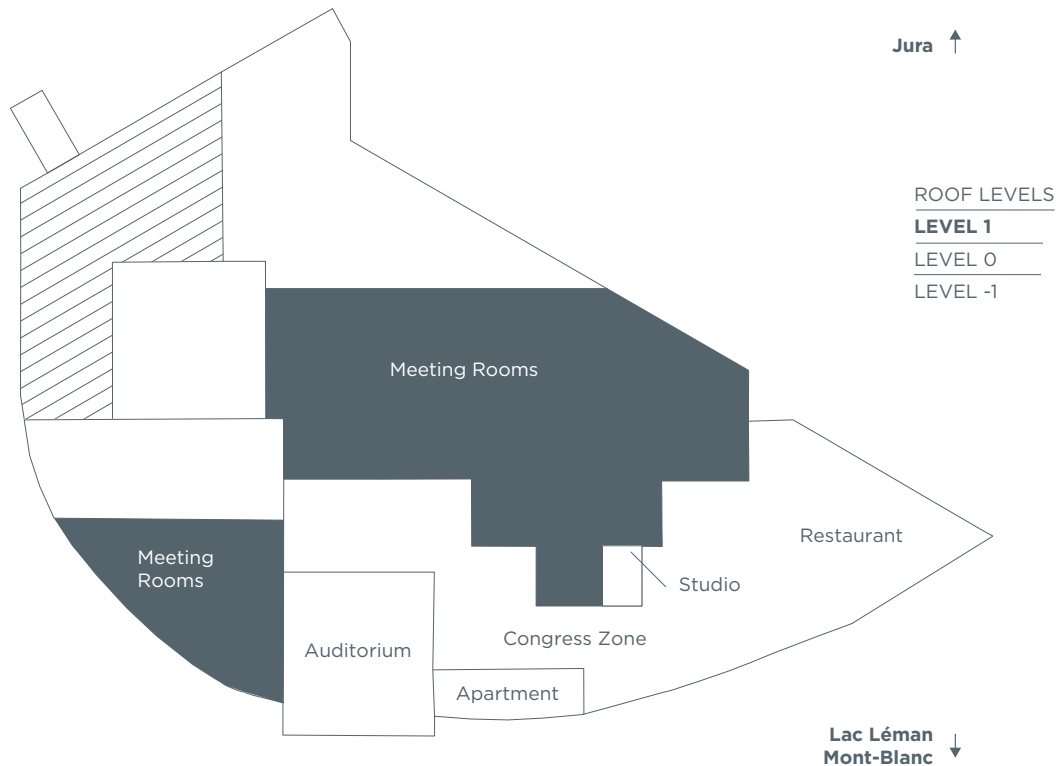 Jura
ROOF LEVELS
LEVEL 1
LEVEL 0
LEVEL -1
Meeting Rooms
Restaurant
Meeting
Rooms
Studio
Congress Zone
Auditorium
Apartment
Lac Léman
Mont-Blanc